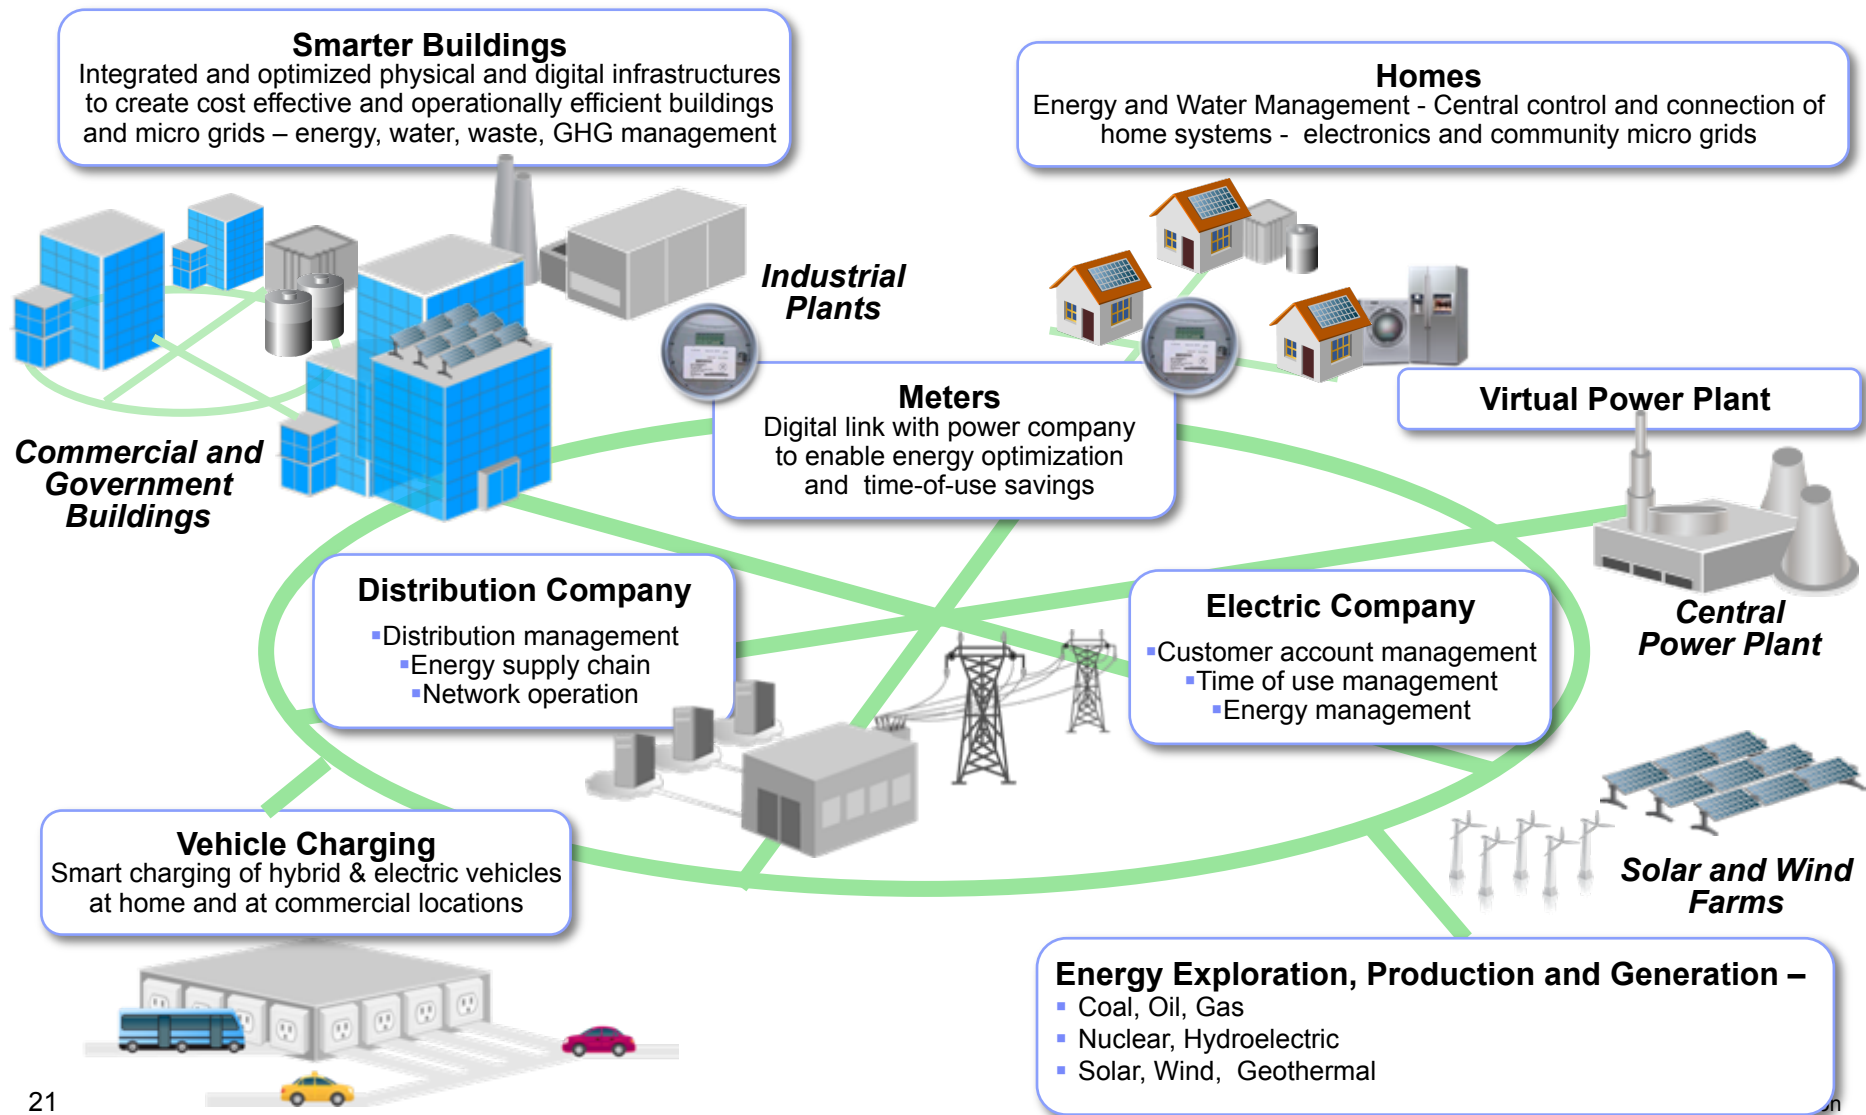 Smarter Buildings
Integrated and optimized physical and digital infrastructures
to create cost effective and operationally efficient buildings
and micro grids – energy, water, waste, GHG management
Homes
Energy and Water Management - Central control and connection of
home systems - electronics and community micro grids
Industrial
Plants
Meters
Digital link with power company
to enable energy optimization
and time-of-use savings
Virtual Power Plant
Commercial and
Government
Buildings
Distribution Company
▪Distribution management
▪Energy supply chain
▪Network operation
Electric Company
▪Customer account management
▪Time of use management
▪Energy management
Central
Power Plant
Vehicle Charging
Smart charging of hybrid & electric vehicles
at home and at commercial locations
Solar and Wind
Farms
Energy Exploration, Production and Generation –
▪ Coal, Oil, Gas
▪ Nuclear, Hydroelectric
▪ Solar, Wind, Geothermal
21